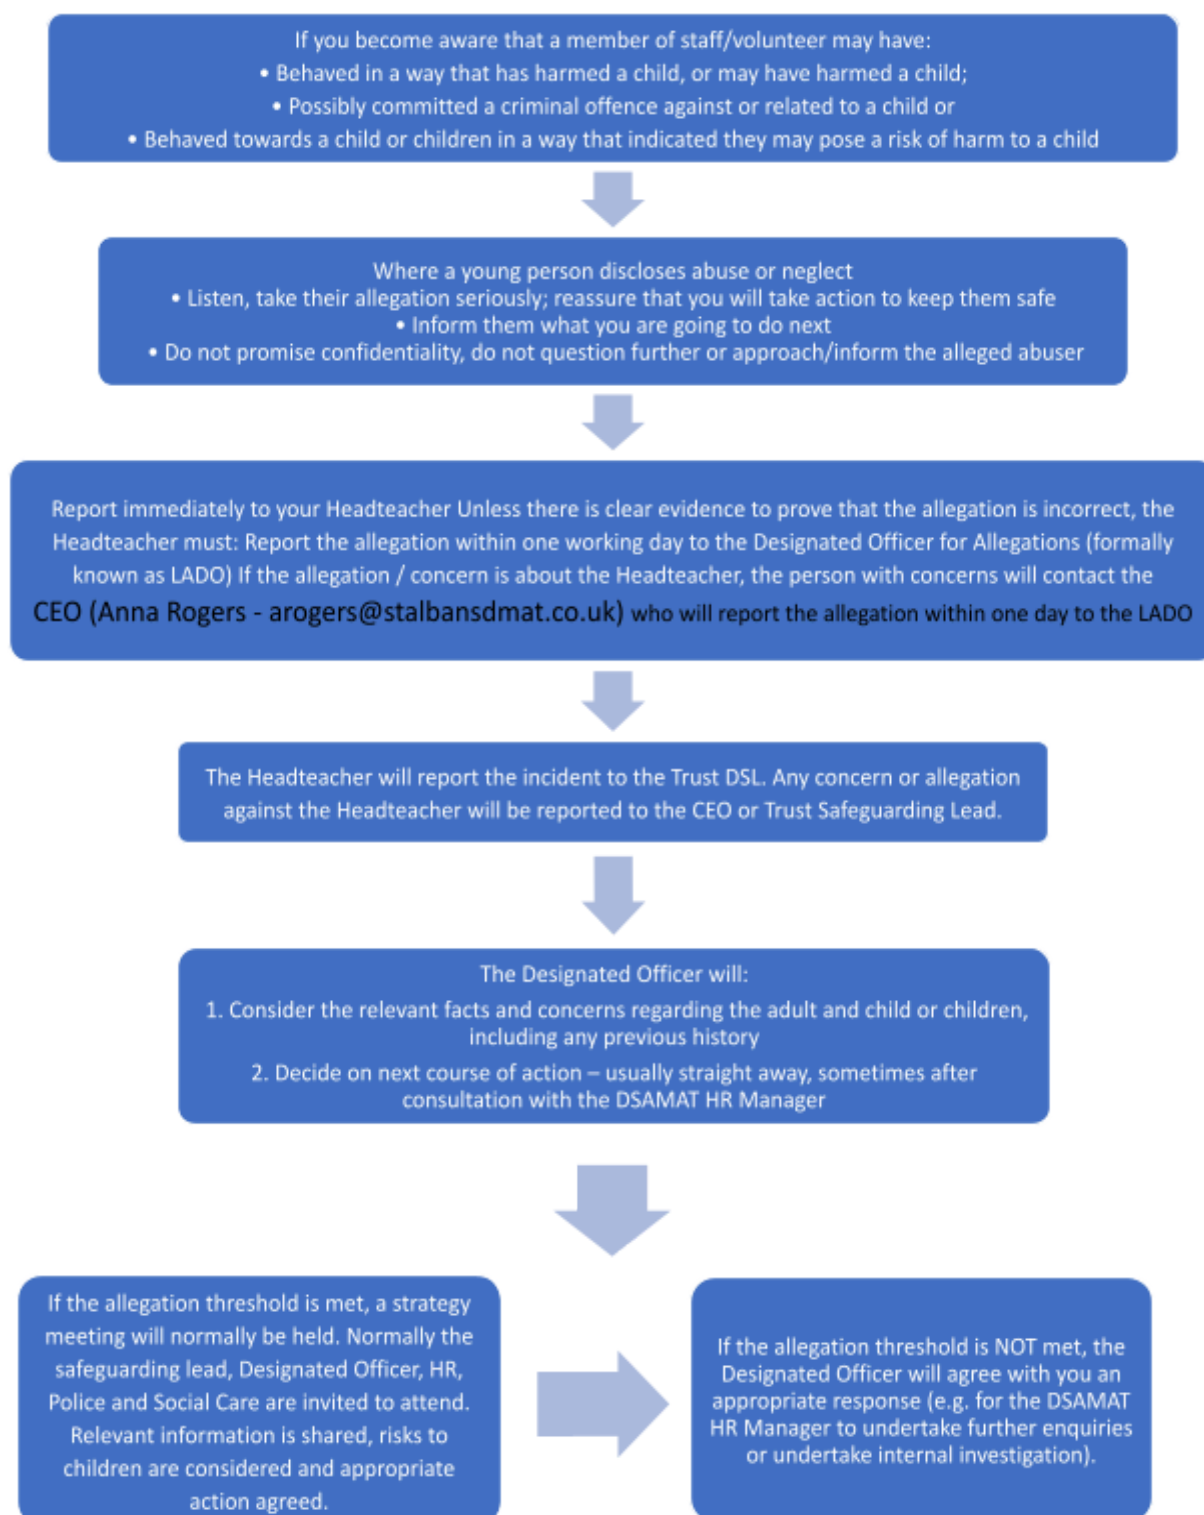 If you become aware that a member of staff/volunteer may have:
• Behaved in a way that has harmed a child, or may have harmed a child;
• Possibly committed a criminal offence against or related to a child or
• Behaved towards a child or children in a way that indicated they may pose a risk of harm to a child
Where a young person discloses abuse or neglect
• Listen, take their allegation seriously; reassure that you will take action to keep them safe
• Inform them what you are going to do next
• Do not promise confidentiality, do not question further or approach/inform the alleged abuser
Report immediately to your Headteacher Unless there is clear evidence to prove that the allegation is incorrect, the
Headteacher must: Report the allegation within one working day to the Designated Officer for Allegations (formally
known as LADO) If the allegation / concern is about the Headteacher, the person with concerns will contact the
CEO (Anna Rogers - arogers@stalbansdmat.co.uk) who will report the allegation within one day to the LADO
The Headteacher will report the incident to the Trust DSL. Any concern or allegation
against the Headteacher will be reported to the CEO or Trust Safeguarding Lead.
The Designated Officer will:
1. Consider the relevant facts and concerns regarding the adult and child or children,
including any previous history
2. Decide on next course of action – usually straight away, sometimes after
consultation with the DSAMAT HR Manager
If the allegation threshold is met, a strategy
meeting will normally be held. Normally the
safeguarding lead, Designated Officer, HR,
Police and Social Care are invited to attend.
Relevant information is shared, risks to
children are considered and appropriate
action agreed.
If the allegation threshold is NOT met, the
Designated Officer will agree with you an
appropriate response (e.g. for the DSAMAT
HR Manager to undertake further enquiries
or undertake internal investigation).